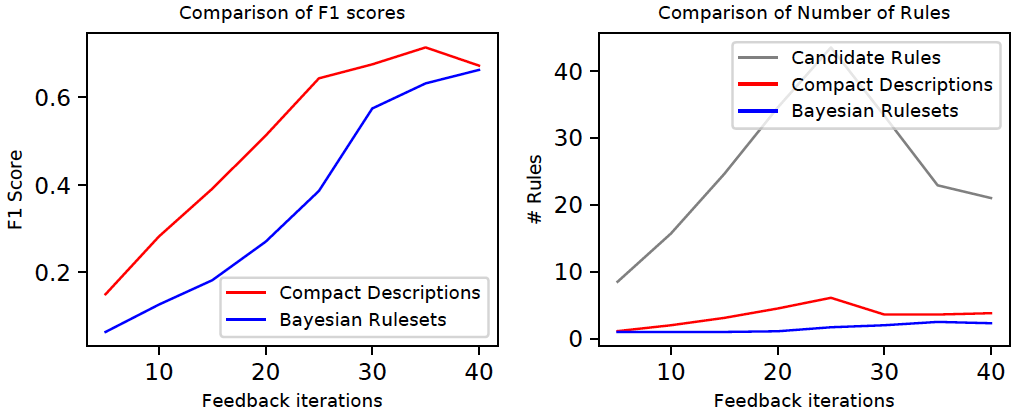 Comparison of F1 scores
F1 Score
0.6
0.4
0.2
10
20
30
40
Feedback iterations
Compact Descriptions
Bayesian Rulesets
Comparison of Number of Rules
# Rules
40
30
20
10
0
10
20
30
40
Feedback iterations
Candidate Rules
Compact Descriptions
Bayesian Rulesets